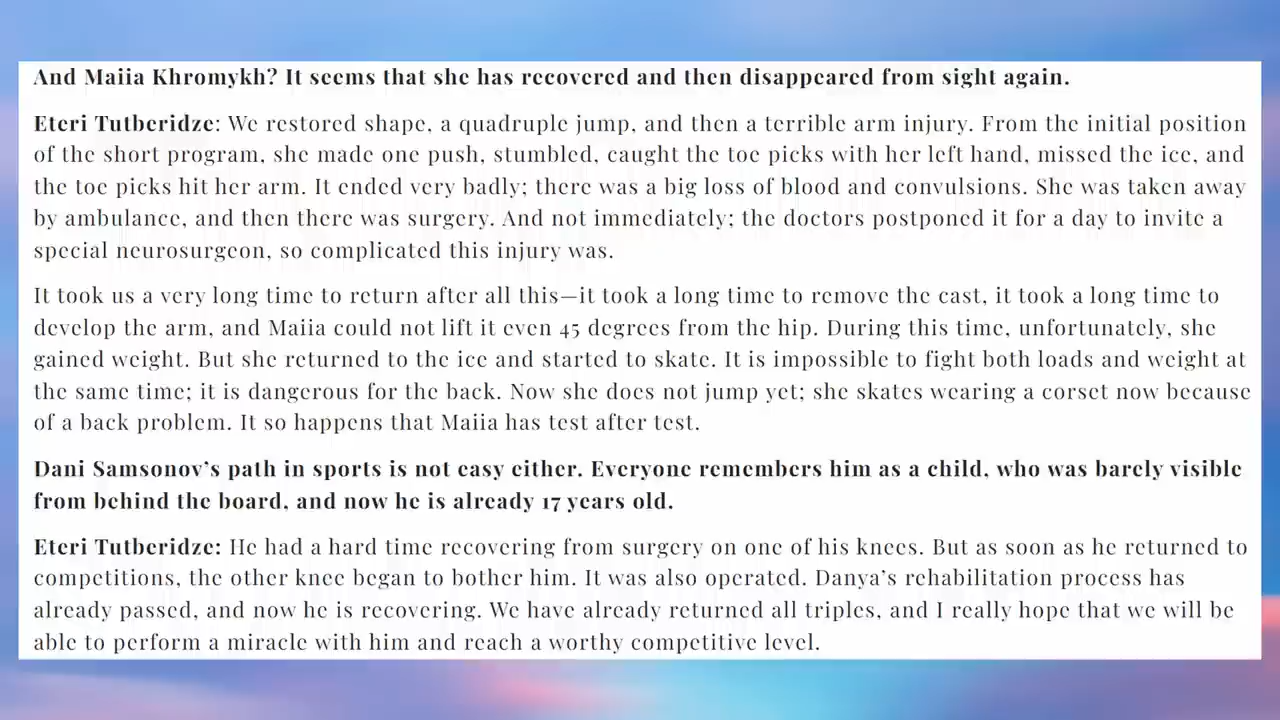 And Maiia Khromykh? It seems that she has recovered and then disappeared from sight again.
Eteri Tutberidze: We restored shape, a quadruple jump, and then a terrible arm injury. From the initial position
of the short program, she made one push, stumbled, caught the toe picks with her left hand, missed the ice, and
the toe picks hit her arm. It ended very badly; there was a big loss of blood and convulsions. She was taken away
by ambulance, and then there was surgery. And not immediately; the doctors postponed it for a day to invite a
special neurosurgeon, so complicated this injury was.
It took us a very long time to return after all this—it took a long time to remove the cast, it took a long time to
develop the arm, and Maiia could not lift it even 45 degrees from the hip. During this time, unfortunately, she
gained weight. But she returned to the ice and started to skate. It is impossible to fight both loads and weight at
the same time; it is dangerous for the back. Now she does not jump yet; she skates wearing a corset now because
of a back problem. It so happens that Maiia has test after test.
Dani Samsonov's path in sports is not easy either. Everyone remembers him as a child, who was barely visible
from behind the board, and now he is already 17 years old.
Eteri Tutberidze: He had a hard time recovering from surgery on one of his knees. But as soon as he returned to
competitions, the other knee began to bother him. It was also operated. Danya's rehabilitation process has
already passed, and now he is recovering. We have already returned all triples, and I really hope that we will be
able to perform a miracle with him and reach a worthy competitive level.